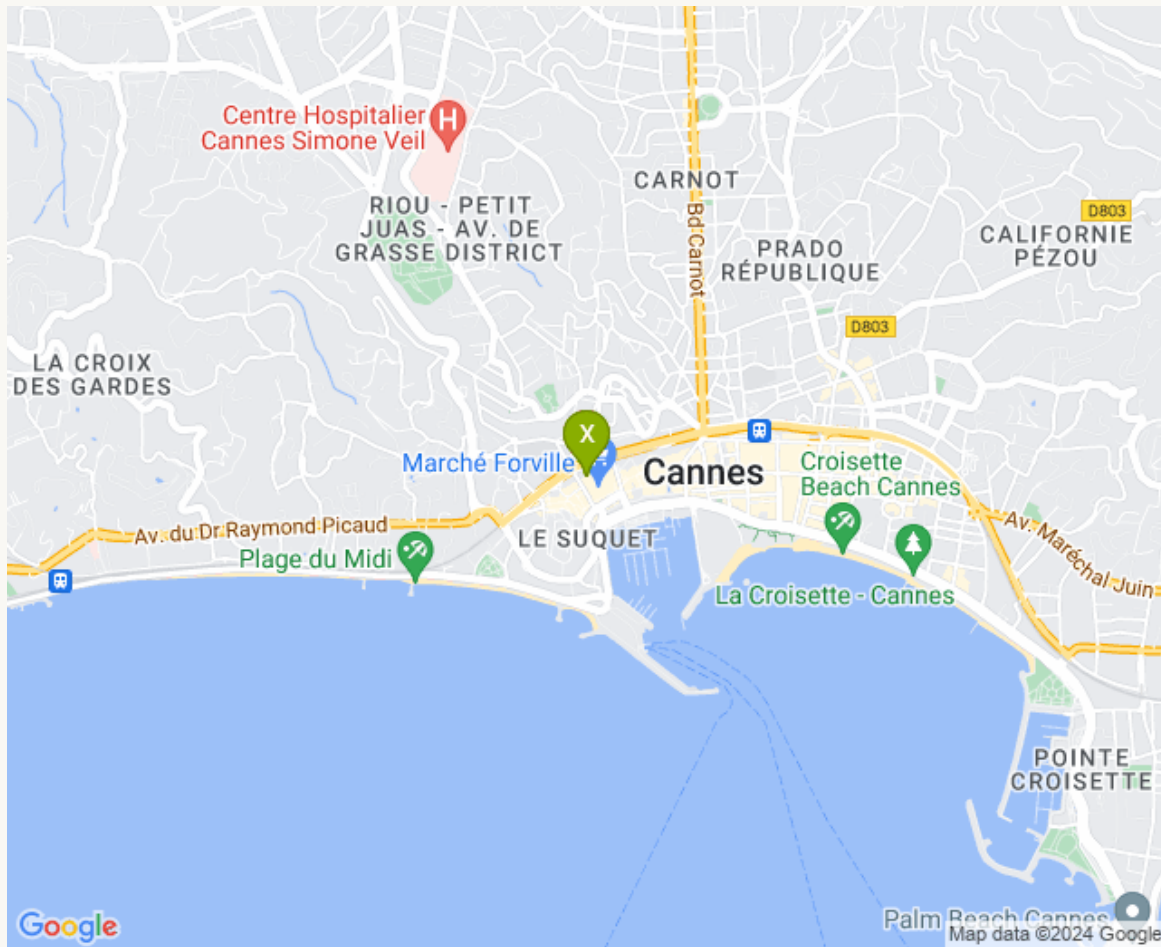 Centre Hospitalier
Cannes Simone Veil
H
CARNOT
RIOU - PETIT
JUAS - AV. DE
GRASSE DISTRICT
Bd Carnot
D803
CALIFORNIE
PÉZOU
PRADO
RÉPUBLIQUE
D803
LA CROIX
DES GARDES
X
Marché Forville
Cannes
Croisette
Beach Cannes
Av. du Dr Raymond Picaud
LE SUQUET
Plage du Midi
Av. Maréchal Juin
La Croisette - Cannes
POINTE
CROISETTE
Palm Beach Cannes
Google
Map data ©2024 Google